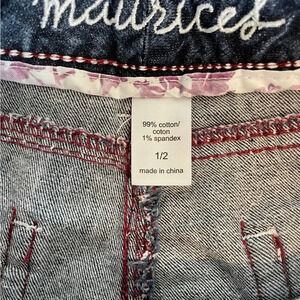 maurices
99% cotton/
coton
1% spandex
1/2
made in china